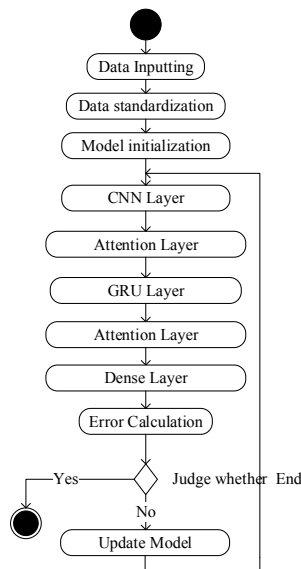 Data Inputting
Data standardization
Model initialization
CNN Layer
Attention Layer
GRU Layer
Attention Layer
Dense Layer
Error Calculation
Yes
Judge whether End
No
Update Model